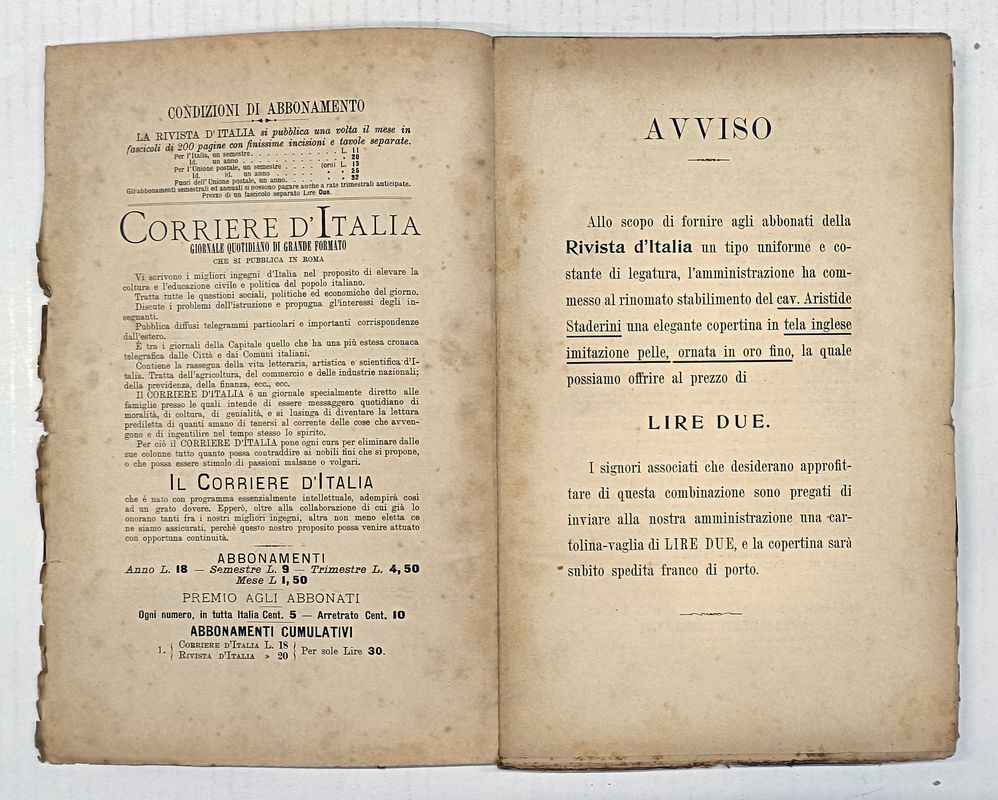 CONDIZIONI DI ABBONAMENTO
LA RIVISTA D'ITALIA si pubblica una volta il mese in
fascicoli di 200 pagine con finissime incisioni e tavole separate.
Per l'Italia, un semestre . . . . . . . . . . . L. 11
Id. un anno . . . . . . . . . . . » 20
Per l'Unione postale, un semestre (oro) L. 13
Id. id. un anno . . . . . » » 25
Fuori dell'Unione postale, un anno. . . . . » » 32
Gli abbonamenti semestrali ed annuali si possono pagare anche a rate trimestrali anticipate.
Prezzo di un fascicolo separato Lire Due.
CORRIERE D'ITALIA
GIORNALE QUOTIDIANO DI GRANDE FORMATO
CHE SI PUBBLICA IN ROMA
Vi scrivono i migliori ingegni d'Italia nel proposito di elevare la
coltura e l'educazione civile e politica del popolo italiano.
Tratta tutte le questioni sociali, politiche ed economiche del giorno.
Discute i problemi dell'istruzione e propugna gl'interessi degli in-
segnanti.
Pubblica diffusi telegrammi particolari e importanti corrispondenze
dall'estero.
È tra i giornali della Capitale quello che ha una più estesa cronaca
telegrafica dalle Città e dai Comuni italiani.
Contiene la rassegna della vita letteraria, artistica e scientifica d'I-
talia. Tratta dell'agricoltura, del commercio e delle industrie nazionali;
della previdenza, della finanza, ecc., ecc.
Il CORRIERE D'ITALIA è un giornale specialmente diretto alle
famiglie presso le quali intende di essere messaggero quotidiano di
moralità, di coltura, di genialità, e si lusinga di diventare la lettura
prediletta di quanti amano di tenersi al corrente delle cose che avven-
gono e di ingentilire nel tempo stesso lo spirito.
Per ciò il CORRIERE D'ITALIA pone ogni cura per eliminare dalle
sue colonne tutto quanto possa contraddire ai nobili fini che si propone,
o che possa essere stimolo di passioni malsane o volgari.
IL CORRIERE D'ITALIA
che è nato con programma essenzialmente intellettuale, adempirà così
ad un grato dovere. Epperò, oltre alla collaborazione di cui già lo
onorano tanti fra i nostri migliori ingegni, altra non meno eletta ce
ne siamo assicurati, perchè questo nostro proposito possa venire attuato
con opportuna continuità.
ABBONAMENTI
Anno L. 18 — Semestre L. 9 — Trimestre L. 4,50
Mese L 1,50
PREMIO AGLI ABBONATI
Ogni numero, in tutta Italia Cent. 5 — Arretrato Cent. 10
ABBONAMENTI CUMULATIVI
1. { CORRIERE D'ITALIA L. 18 } Per sole Lire 30.
{ RIVISTA D'ITALIA » 20 }
AVVISO
Allo scopo di fornire agli abbonati della
Rivista d'Italia un tipo uniforme e co-
stante di legatura, l'amministrazione ha com-
messo al rinomato stabilimento del cav. Aristide
Staderini una elegante copertina in tela inglese
imitazione pelle, ornata in oro fino, la quale
possiamo offrire al prezzo di
LIRE DUE.
I signori associati che desiderano approfit-
tare di questa combinazione sono pregati di
inviare alla nostra amministrazione una car-
tolina-vaglia di LIRE DUE, e la copertina sarà
subito spedita franco di porto.